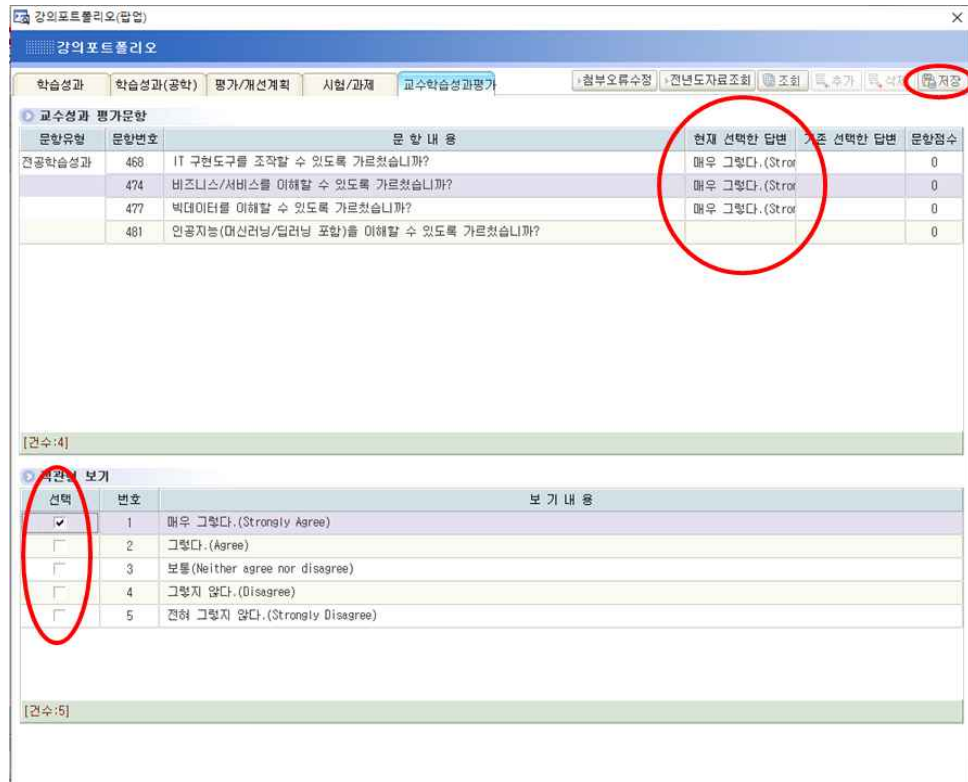 강의포트폴리오(팝업)
강의포트폴리오
학습성과 학습성과(공학) 평가/개선계획 시험/과제 교수학습성과평가 첨부오류수정 전년도자료조회 조회 추가 삭제 저장
교수성과 평가문항
문항유형 문항번호 문 항 내 용 현재 선택한 답변 기존 선택한 답변 문항점수
전공학습성과 468 IT 구현도구를 조작할 수 있도록 가르쳤습니까? 매우 그렇다.(Stron 0
474 비즈니스/서비스를 이해할 수 있도록 가르쳤습니까? 매우 그렇다.(Stron 0
477 빅데이터를 이해할 수 있도록 가르쳤습니까? 매우 그렇다.(Stron 0
481 인공지능(머신러닝/딥러닝 포함)을 이해할 수 있도록 가르쳤습니까? 0
[건수:4]
객관식 보기
선택 번호 보 기 내 용
1 매우 그렇다.(Strongly Agree)
2 그렇다.(Agree)
3 보통(Neither agree nor disagree)
4 그렇지 않다.(Disagree)
5 전혀 그렇지 않다.(Strongly Disagree)
[건수:5]